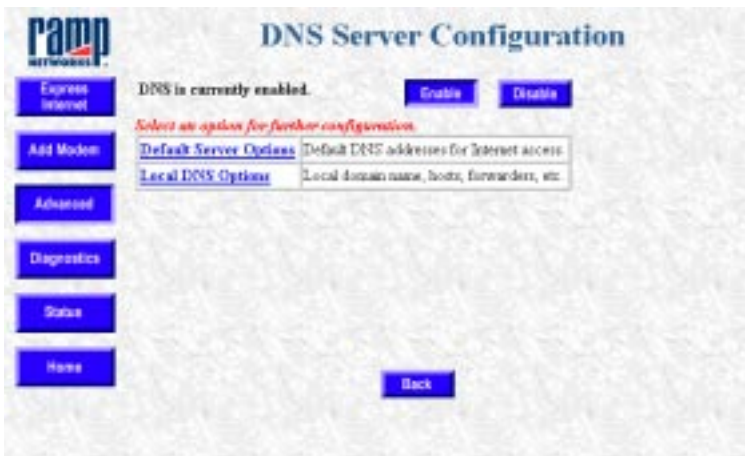 ramp
NETWORKS
DNS Server Configuration
Express
Internet
DNS is currently enabled.
Enable
Disable
Select an option for further configuration.
Add Modem
Default Server Options Default DNS addresses for Internet access.
Local DNS Options Local domain name, hosts, forwarders, etc.
Advanced
Diagnostics
Status
Home
Back